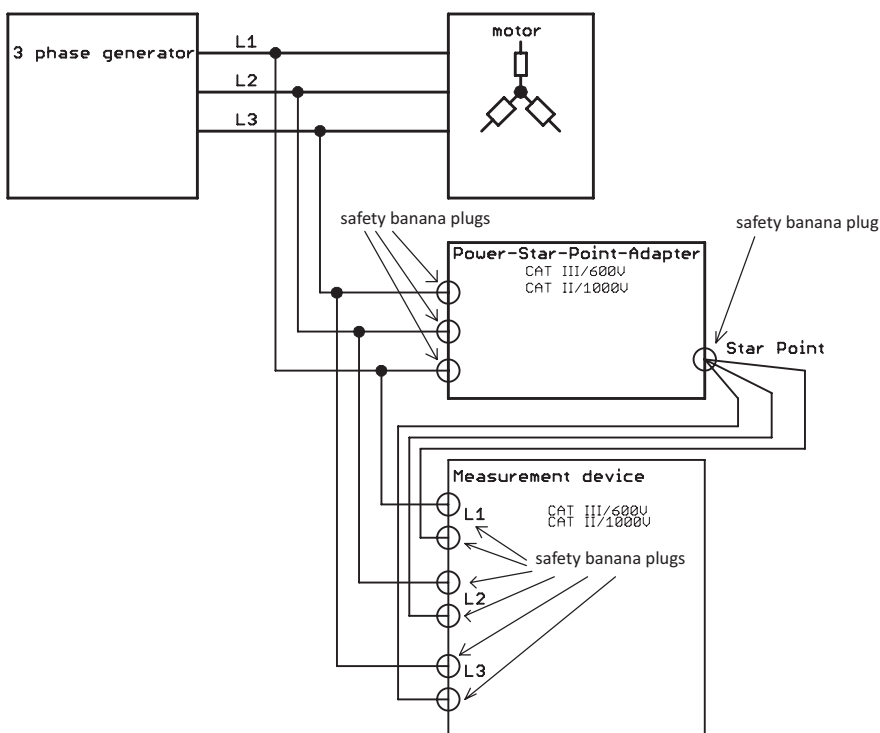 motor
3 phase generator
L1
L2
L3
safety banana plugs
safety banana plug
Power-Star-Point-Adapter
CAT III/600V
CAT II/1000V
Star Point
Measurement device
L1
CAT III/600V
CAT II/1000V
safety banana plugs
L2
L3